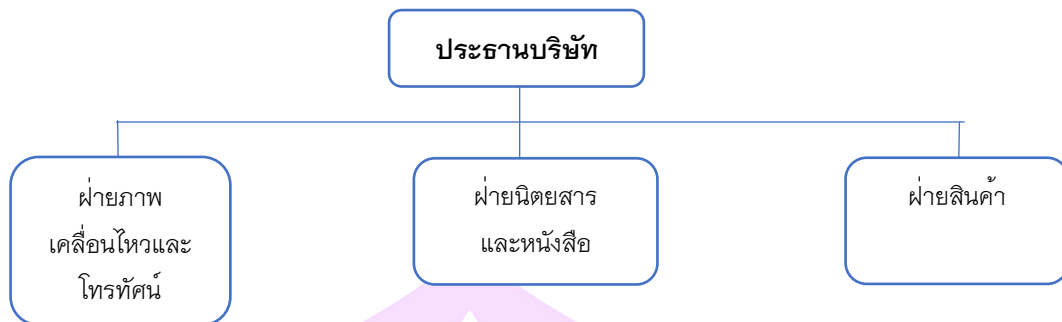 ประธานบริษัท
ฝ่ายภาพ
เคลื่อนไหวและ
โทรทัศน์
ฝ่ายนิตยสาร
และหนังสือ
ฝ่ายสินค้า